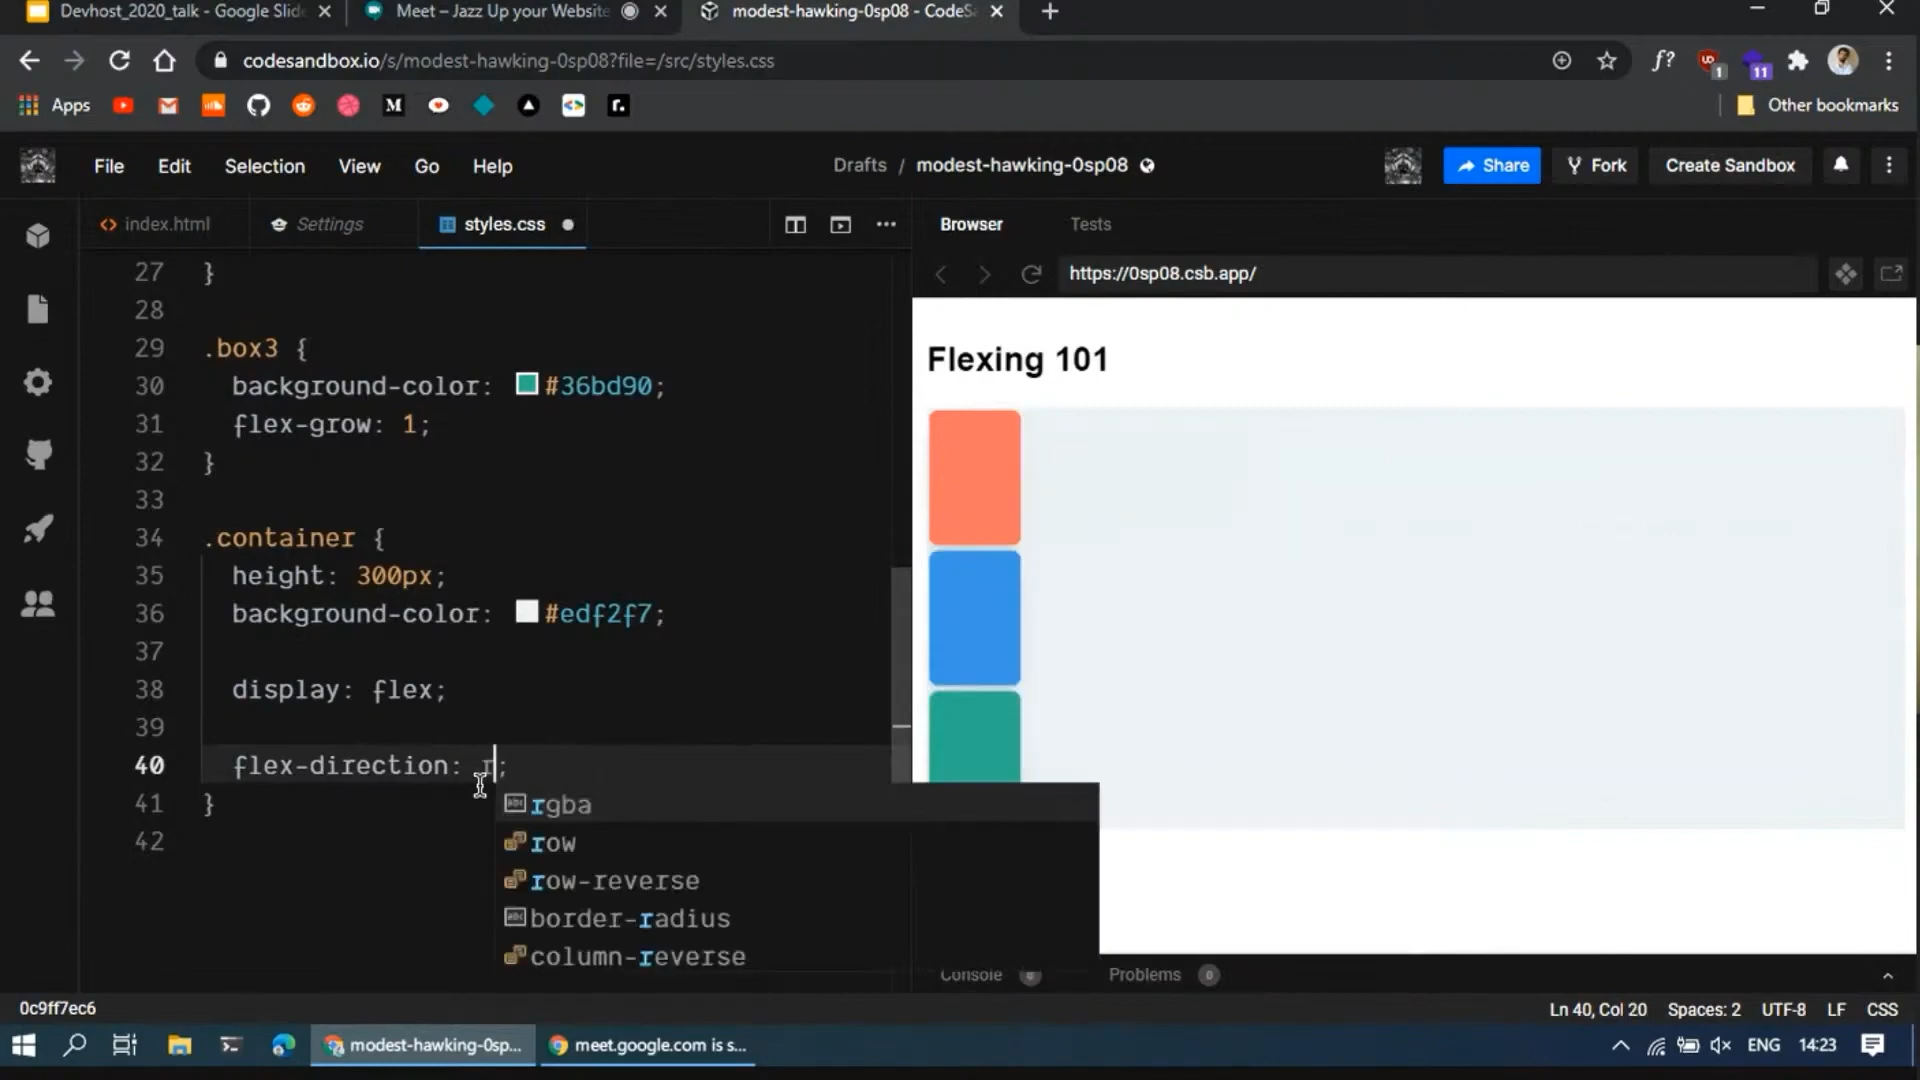 Devhost_2020_talk - Google Slid
Meet – Jazz Up your Website
modest-hawking-0sp08 - CodeS
codesandbox.io/s/modest-hawking-0sp08?file=/src/styles.css
f?
1
11
Apps
M
r.
Other bookmarks
File
Edit
Selection
View
Go
Help
Drafts / modest-hawking-0sp08
Share
Fork
Create Sandbox
index.html
Settings
styles.css
Browser
Tests
https://0sp08.csb.app/
27 }
28
29 .box3 {
30 background-color: #36bd90;
31 flex-grow: 1;
32 }
33
34 .container {
35 height: 300px;
36 background-color: #edf2f7;
37
38 display: flex;
39
40 flex-direction: r;
41 }
42
rgba
row
row-reverse
border-radius
column-reverse
Flexing 101
Console 0
Problems 0
0c9ff7ec6
Ln 40, Col 20
Spaces: 2
UTF-8
LF
CSS
modest-hawking-0sp...
meet.google.com is s...
ENG
14:23